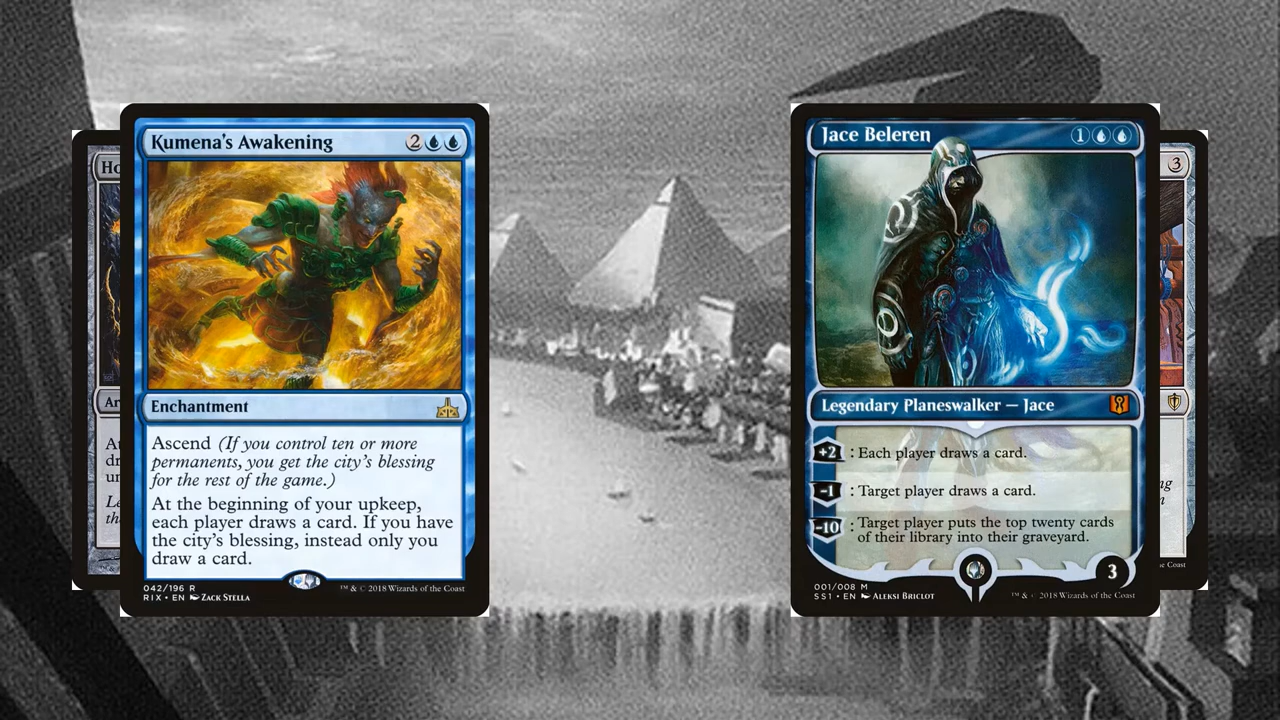 Kumena's Awakening 2
Enchantment
Ascend (If you control ten or more
permanents, you get the city's blessing
for the rest of the game.)
At the beginning of your upkeep,
each player draws a card. If you have
the city's blessing, instead only you
draw a card.
042/196 R
RIX • EN ZACK STELLA
™ & © 2018 Wizards of the Coast
Jace Beleren 1
Legendary Planeswalker — Jace
+2 : Each player draws a card.
-1 : Target player draws a card.
-10 : Target player puts the top twenty cards
of their library into their graveyard.
3
001/008 M
SS1 • EN ALEKSI BRICLOT
™ & © 2018 Wizards of the Coast
3